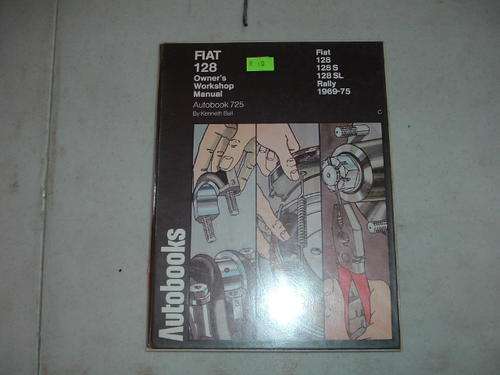 FIAT
128
Owner's
Workshop
Manual
Autobook 725
By Kenneth Ball
Fiat
128
128 S
128 SL
Rally
1969-75
Autobooks